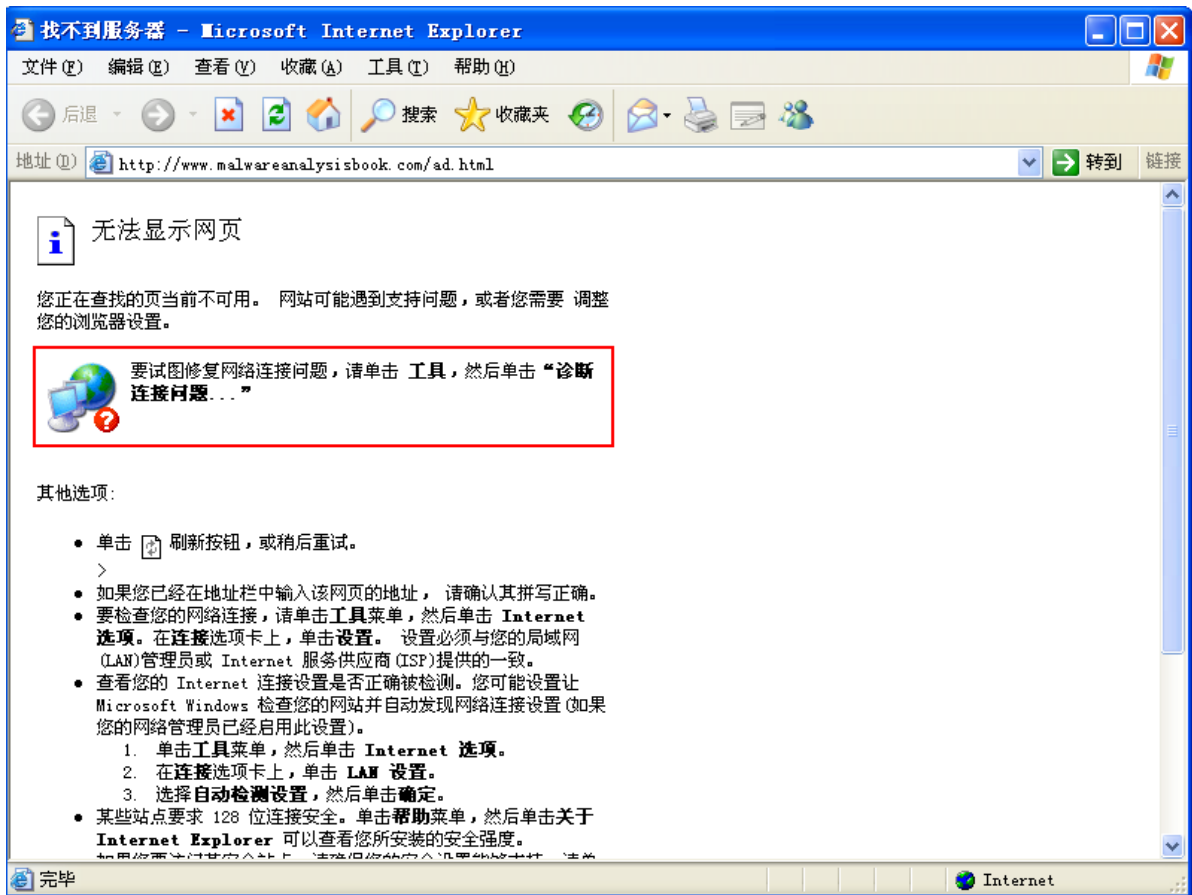 找不到服务器 - Microsoft Internet Explorer
文件(F) 编辑(E) 查看(V) 收藏(A) 工具(T) 帮助(H)
后退 搜索 收藏夹
地址(D) http://www.malwareanalysisbook.com/ad.html 转到 链接
无法显示网页
您正在查找的页当前不可用。 网站可能遇到支持问题，或者您需要 调整
您的浏览器设置。
要试图修复网络连接问题，请单击 工具，然后单击“诊断
连接问题...”
其他选项:
● 单击 刷新按钮，或稍后重试。
>
● 如果您已经在地址栏中输入该网页的地址， 请确认其拼写正确。
● 要检查您的网络连接，请单击工具菜单，然后单击 Internet
选项。在连接选项卡上，单击设置。 设置必须与您的局域网
(LAN)管理员或 Internet 服务供应商(ISP)提供的一致。
● 查看您的 Internet 连接设置是否正确被检测。您可能设置让
Microsoft Windows 检查您的网站并自动发现网络连接设置(如果
您的网络管理员已经启用此设置)。
1. 单击工具菜单，然后单击 Internet 选项。
2. 在连接选项卡上，单击 LAN 设置。
3. 选择自动检测设置，然后单击确定。
● 某些站点要求 128 位连接安全。单击帮助菜单，然后单击关于
Internet Explorer 可以查看您所安装的安全强度。
完毕 Internet